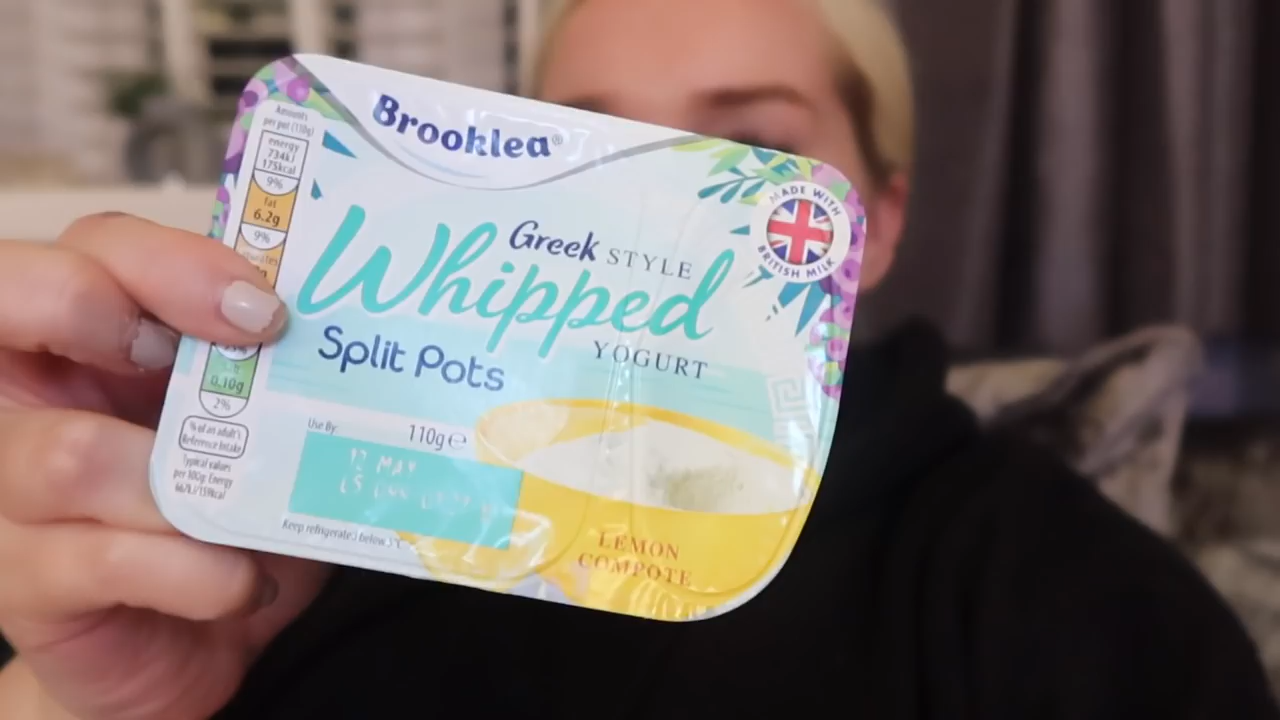 Brooklea®
Amounts
per pot (110g)
energy
734kJ
175kcal
9%
fat
6.2g
9%
0.10g
2%
% of an adult's
Reference Intake
Typical values
per 100g: Energy
667kJ/159kcal
Greek STYLE
Whipped
YOGURT
Split Pots
MADE WITH
BRITISH MILK
Use By:
110g℮
12 MAY
Keep refrigerated below 5°C
LEMON
COMPOTE